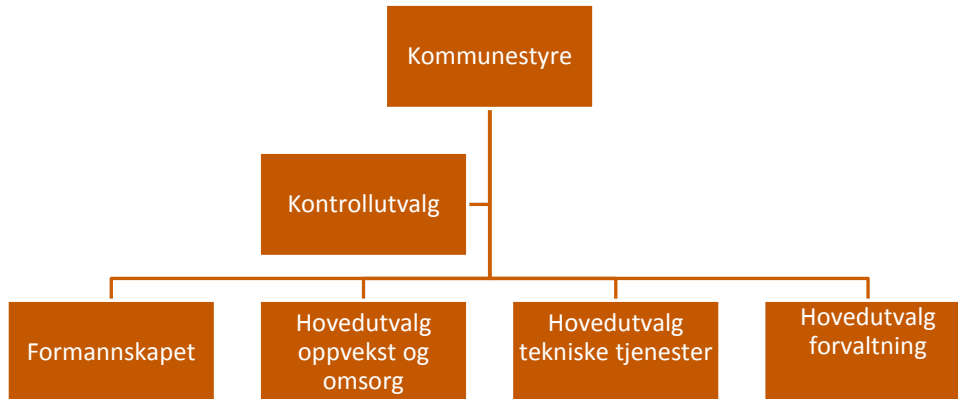 Kommunestyre
Kontrollutvalg
Formannskapet
Hovedutvalg
oppvekst og
omsorg
Hovedutvalg
tekniske tjenester
Hovedutvalg
forvaltning